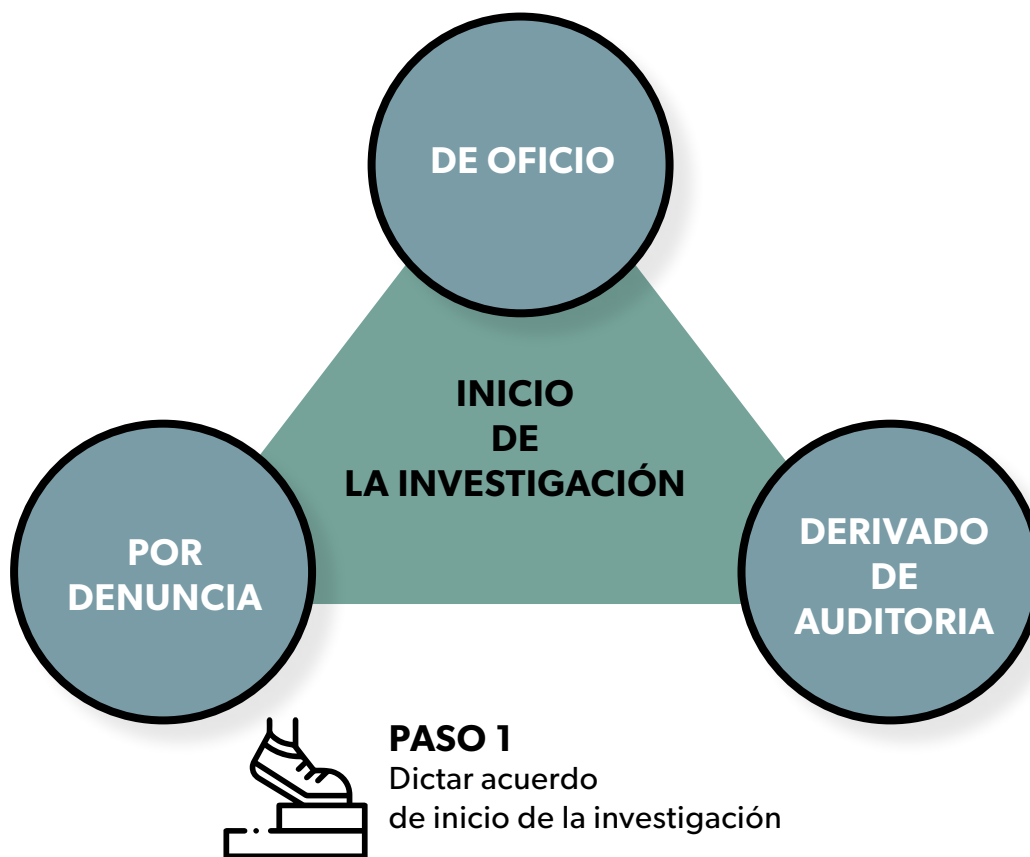 DE OFICIO
INICIO
DE
LA INVESTIGACIÓN
POR
DENUNCIA
DERIVADO
DE
AUDITORIA
PASO 1
Dictar acuerdo
de inicio de la investigación